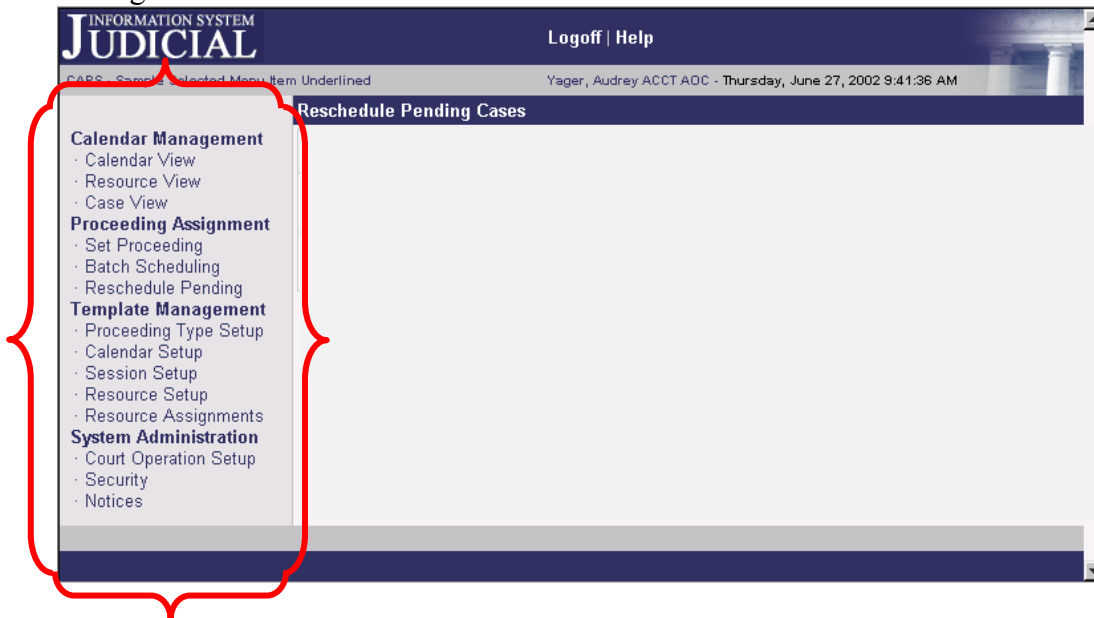 INFORMATION SYSTEM
JUDICIAL
Logoff | Help
CAPS - Sample Selected Menu Item Underlined
Yager, Audrey ACCT AOC - Thursday, June 27, 2002 9:41:36 AM
Reschedule Pending Cases
Calendar Management
· Calendar View
· Resource View
· Case View
Proceeding Assignment
· Set Proceeding
· Batch Scheduling
· Reschedule Pending
Template Management
· Proceeding Type Setup
· Calendar Setup
· Session Setup
· Resource Setup
· Resource Assignments
System Administration
· Court Operation Setup
· Security
· Notices